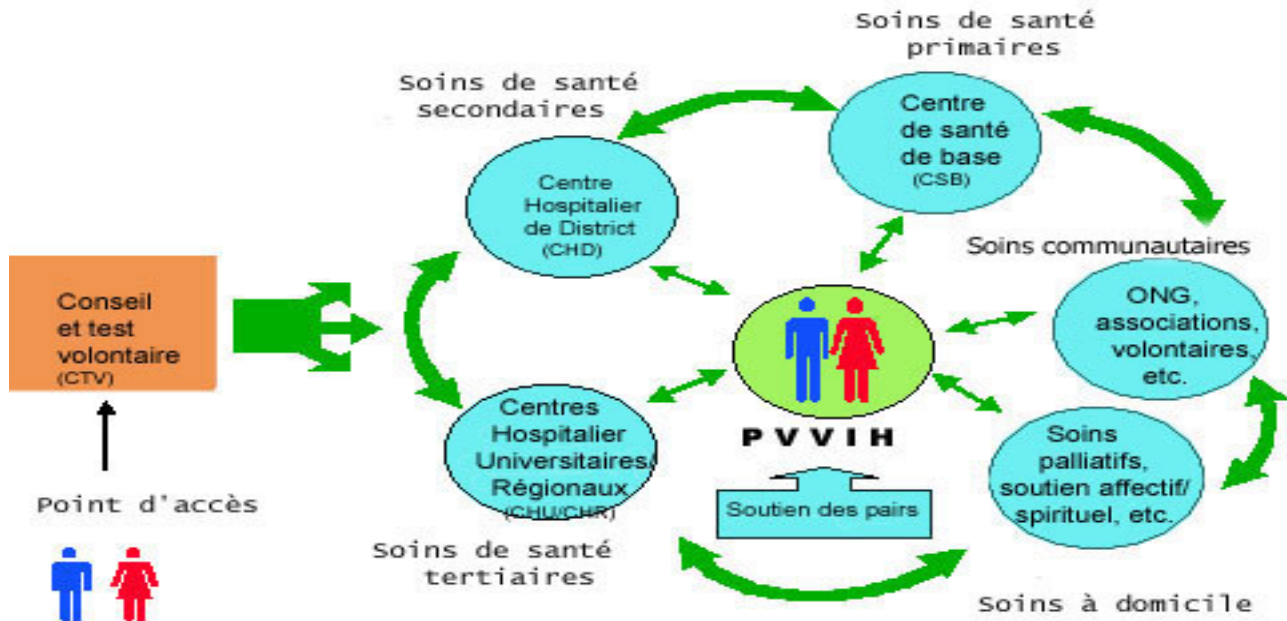 Soins de santé
primaires
Soins de santé
secondaires
Centre
de santé
de base
(CSB)
Centre
Hospitalier
de District
(CHD)
Soins communautaires
Conseil
et test
volontaire
(CTV)
ONG,
associations,
volontaires,
etc.
Centres
Hospitalier
Universitaires/
Régionaux
(CHU/CHR)
PVVIH
Soins
palliatifs,
soutien affectif/
spirituel, etc.
Point d'accès
Soutien des pairs
Soins de santé
tertiaires
Soins à domicile